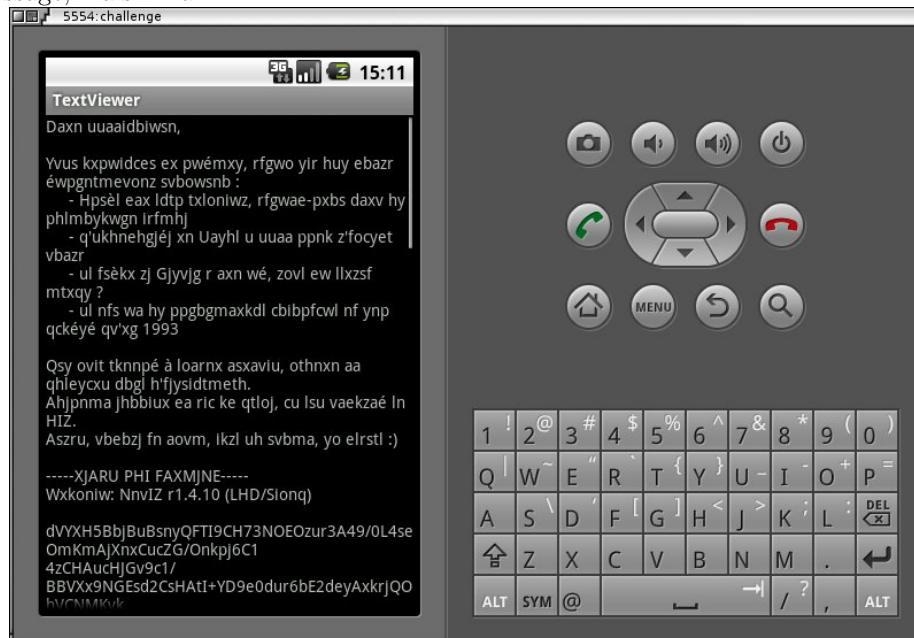 5554:challenge
15:11
TextViewer
Daxn uuaaidbiwsn,
Yvus kxpwidces ex pwémxy, rfgwo yir huy ebazr
éwpgntmevonz svbowsnb :
- Hpsèl eax ldtp txloniwz, rfgwae-pxbs daxv hy
phlmbykwgn irfmhj
- q'ukhnehgjéj xn Uayhl u uuaa ppnk z'focyet
vbazr
- ul fsèkx zj Gjyvjg r axn wé, zovl ew llxzsf
mtxqy ?
- ul nfs wa hy ppgbgmaxkdl cbibpfcwl nf ynp
qckéyé qv'xg 1993
Qsy ovit tknnpé à loarnx asxaviu, othnxn aa
qhleycxu dbgl h'fjysidtmeth.
Ahjpnma jhbbiux ea ric ke qtloj, cu lsu vaekzaé ln
HIZ.
Aszru, vbebzj fn aovm, ikzl uh svbma, yo elrstl :)
-----XJARU PHI FAXMJNE-----
Wxkoniw: NnvIZ r1.4.10 (LHD/Sionq)
dVYXH5BbjBuBsnyQFTI9CH73NOEOzur3A49/0L4se
OmKmAjXnxCucZG/Onkpj6C1
4zCHAucHJGv9c1/
BBVXx9NGEsd2CsHAtI+YD9e0dur6bE2deyAxkrjQO
3G
MENU
1 ! 2 @ 3 # 4 $ 5 % 6 ^ 7 & 8 * 9 ( 0 )
Q | W ~ E " R ` T { Y } U - I - O + P =
A S \ D ' F [ G ] H < J > K ; L : DEL
Z X C V B N M .
ALT SYM @ / ? , ALT